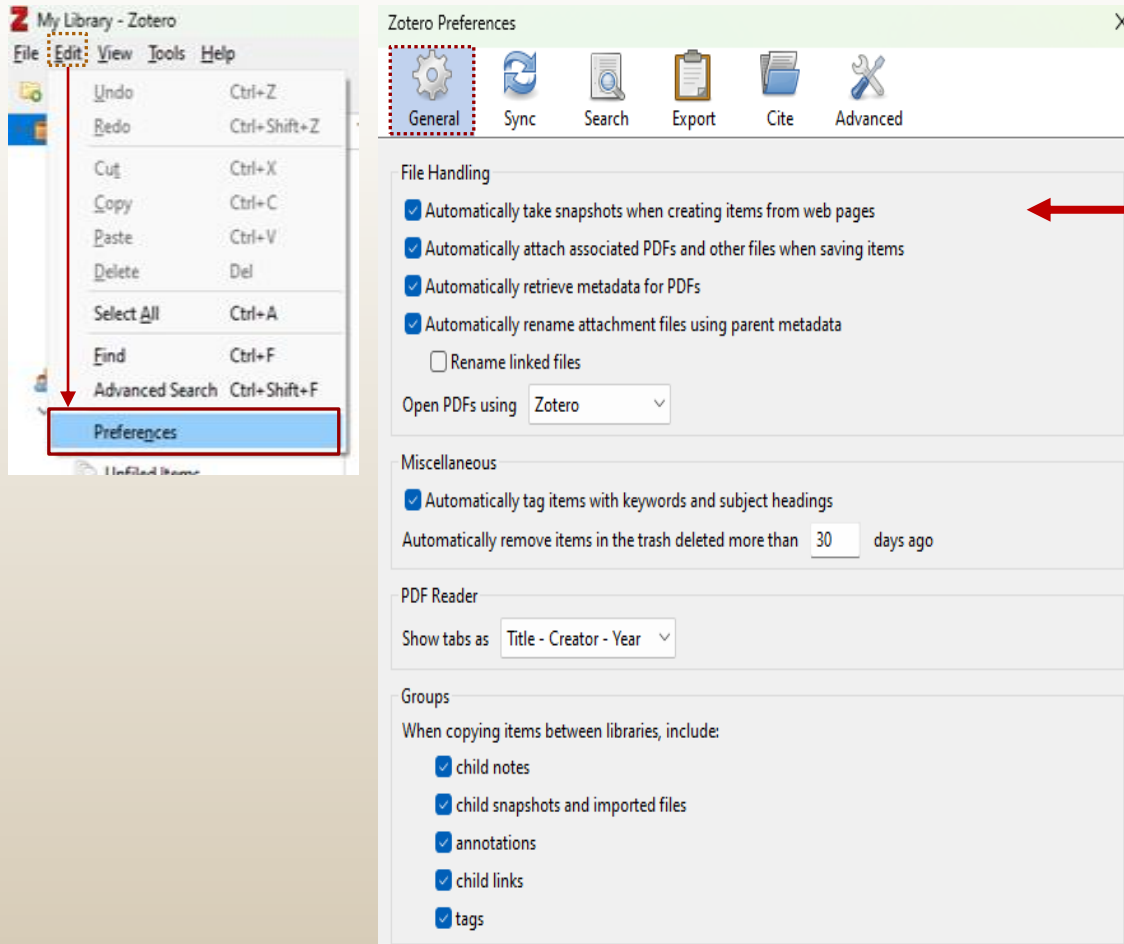 My Library - Zotero
File Edit View Tools Help
Undo Ctrl+Z
Redo Ctrl+Shift+Z
Cut Ctrl+X
Copy Ctrl+C
Paste Ctrl+V
Delete Del
Select All Ctrl+A
Find Ctrl+F
Advanced Search Ctrl+Shift+F
Preferences
Unfiled Items
Zotero Preferences
General Sync Search Export Cite Advanced
File Handling
Automatically take snapshots when creating items from web pages
Automatically attach associated PDFs and other files when saving items
Automatically retrieve metadata for PDFs
Automatically rename attachment files using parent metadata
Rename linked files
Open PDFs using Zotero
Miscellaneous
Automatically tag items with keywords and subject headings
Automatically remove items in the trash deleted more than 30 days ago
PDF Reader
Show tabs as Title - Creator - Year
Groups
When copying items between libraries, include:
child notes
child snapshots and imported files
annotations
child links
tags